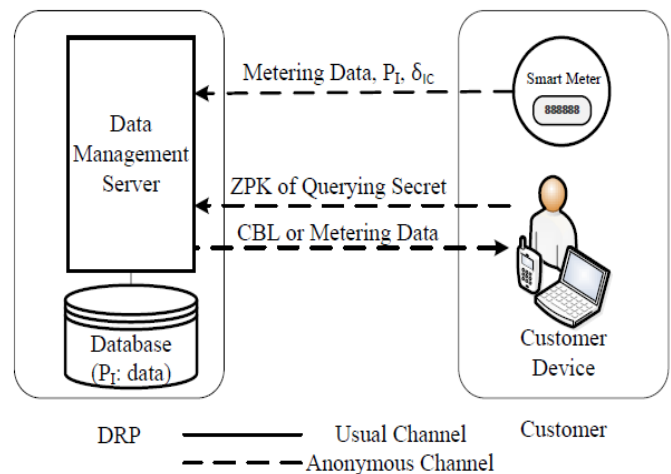 Metering Data, P_I, δ_IC
Smart Meter
888888
Data
Management
Server
ZPK of Querying Secret
CBL or Metering Data
Database
(P_I: data)
Customer
Device
DRP
Usual Channel
Customer
Anonymous Channel